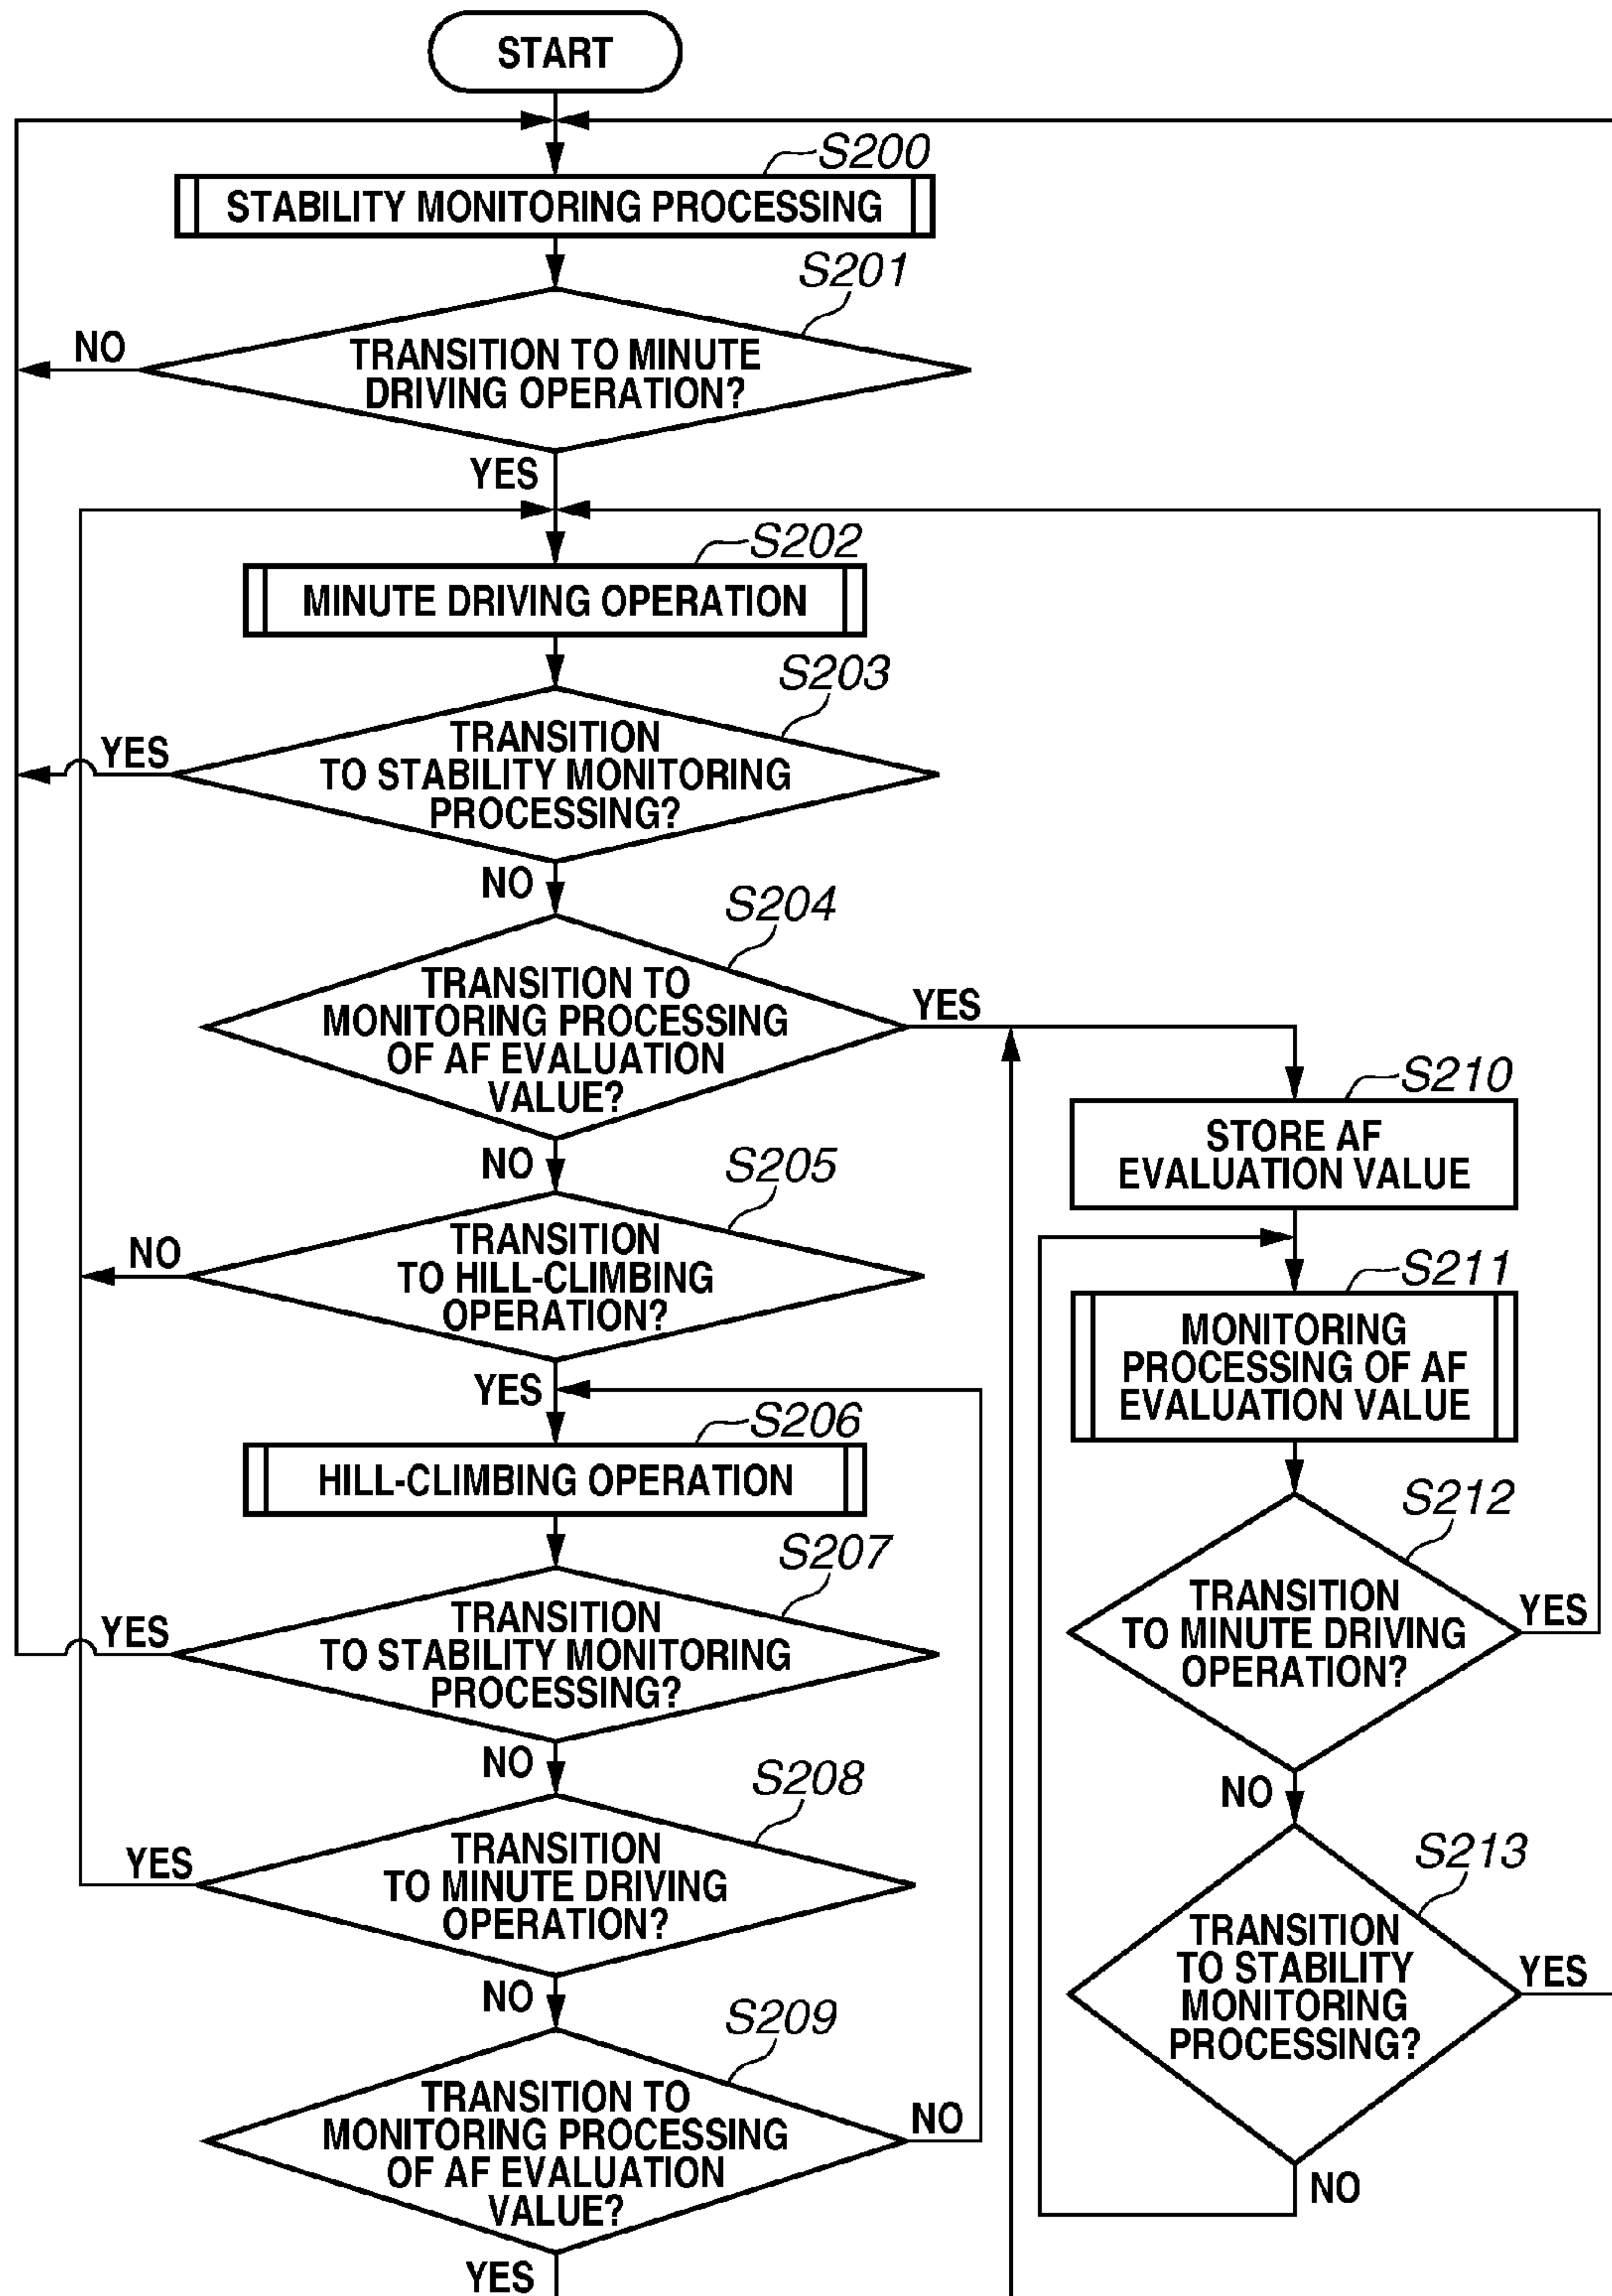 START
S200
STABILITY MONITORING PROCESSING
S201
NO
TRANSITION TO MINUTE
DRIVING OPERATION?
YES
S202
MINUTE DRIVING OPERATION
S203
YES
TRANSITION
TO STABILITY MONITORING
PROCESSING?
NO
S204
TRANSITION TO
MONITORING PROCESSING
OF AF EVALUATION
VALUE?
YES
NO
S205
NO
TRANSITION
TO HILL-CLIMBING
OPERATION?
YES
S206
HILL-CLIMBING OPERATION
S207
YES
TRANSITION
TO STABILITY MONITORING
PROCESSING?
NO
S208
YES
TRANSITION
TO MINUTE DRIVING
OPERATION?
NO
S209
TRANSITION TO
MONITORING PROCESSING
OF AF EVALUATION
VALUE?
NO
YES
S210
STORE AF
EVALUATION VALUE
S211
MONITORING
PROCESSING OF AF
EVALUATION VALUE
S212
TRANSITION
TO MINUTE DRIVING
OPERATION?
YES
NO
S213
TRANSITION
TO STABILITY
MONITORING
PROCESSING?
YES
NO